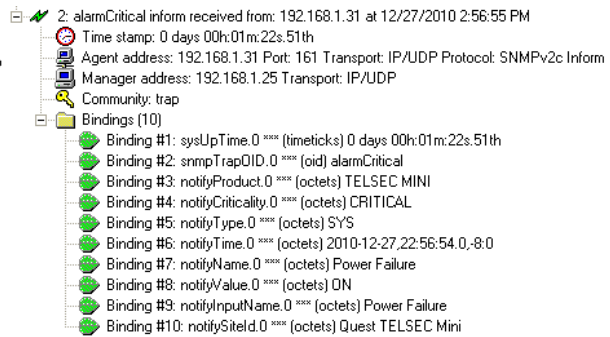 2: alarmCritical inform received from: 192.168.1.31 at 12/27/2010 2:56:55 PM
Time stamp: 0 days 00h:01m:22s.51th
Agent address: 192.168.1.31 Port: 161 Transport: IP/UDP Protocol: SNMPv2c Inform
Manager address: 192.168.1.25 Transport: IP/UDP
Community: trap
Bindings (10)
Binding #1: sysUpTime.0 *** (timeticks) 0 days 00h:01m:22s.51th
Binding #2: snmpTrapOID.0 *** (oid) alarmCritical
Binding #3: notifyProduct.0 *** (octets) TELSEC MINI
Binding #4: notifyCriticality.0 *** (octets) CRITICAL
Binding #5: notifyType.0 *** (octets) SYS
Binding #6: notifyTime.0 *** (octets) 2010-12-27,22:56:54.0,-8:0
Binding #7: notifyName.0 *** (octets) Power Failure
Binding #8: notifyValue.0 *** (octets) ON
Binding #9: notifyInputName.0 *** (octets) Power Failure
Binding #10: notifySiteId.0 *** (octets) Quest TELSEC Mini